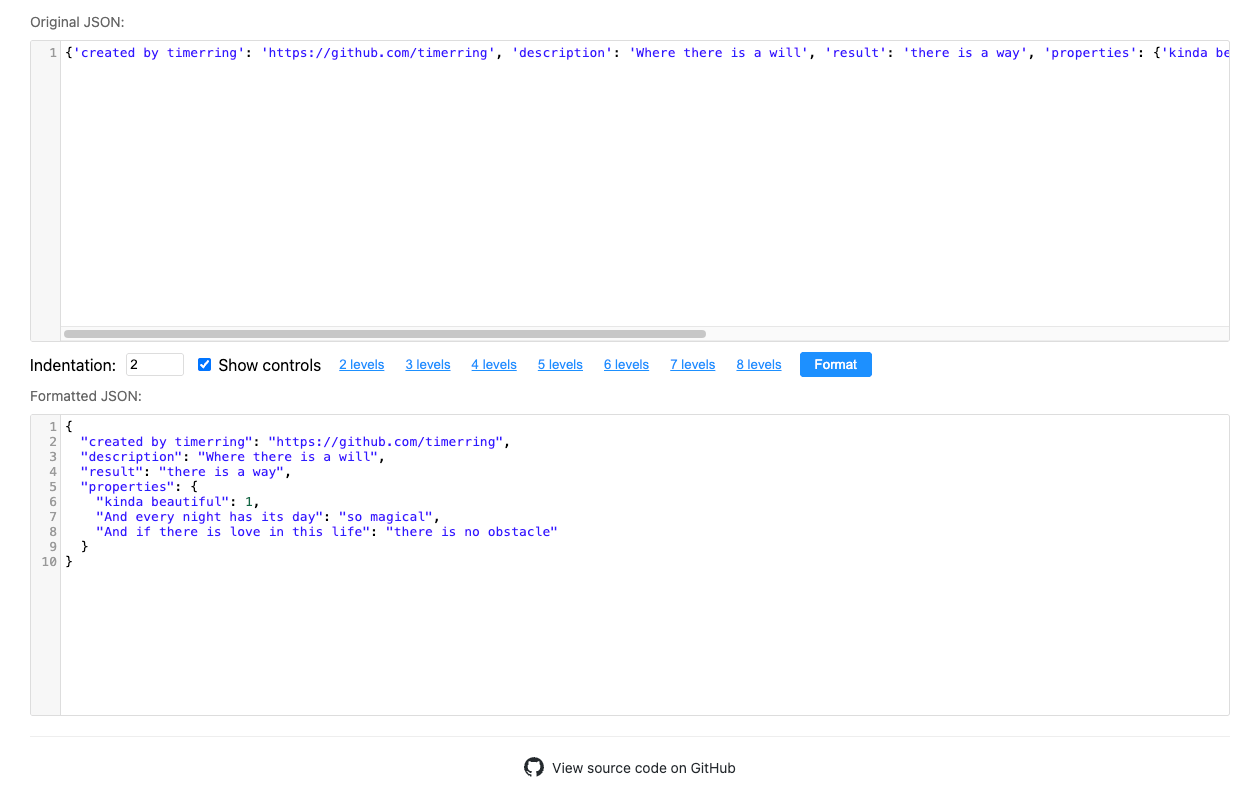 Original JSON:
1 {'created by timerring': 'https://github.com/timerring', 'description': 'Where there is a will', 'result': 'there is a way', 'properties': {'kinda be
Indentation: 2 Show controls 2 levels 3 levels 4 levels 5 levels 6 levels 7 levels 8 levels Format
Formatted JSON:
1 {
2 "created by timerring": "https://github.com/timerring",
3 "description": "Where there is a will",
4 "result": "there is a way",
5 "properties": {
6 "kinda beautiful": 1,
7 "And every night has its day": "so magical",
8 "And if there is love in this life": "there is no obstacle"
9 }
10 }
View source code on GitHub